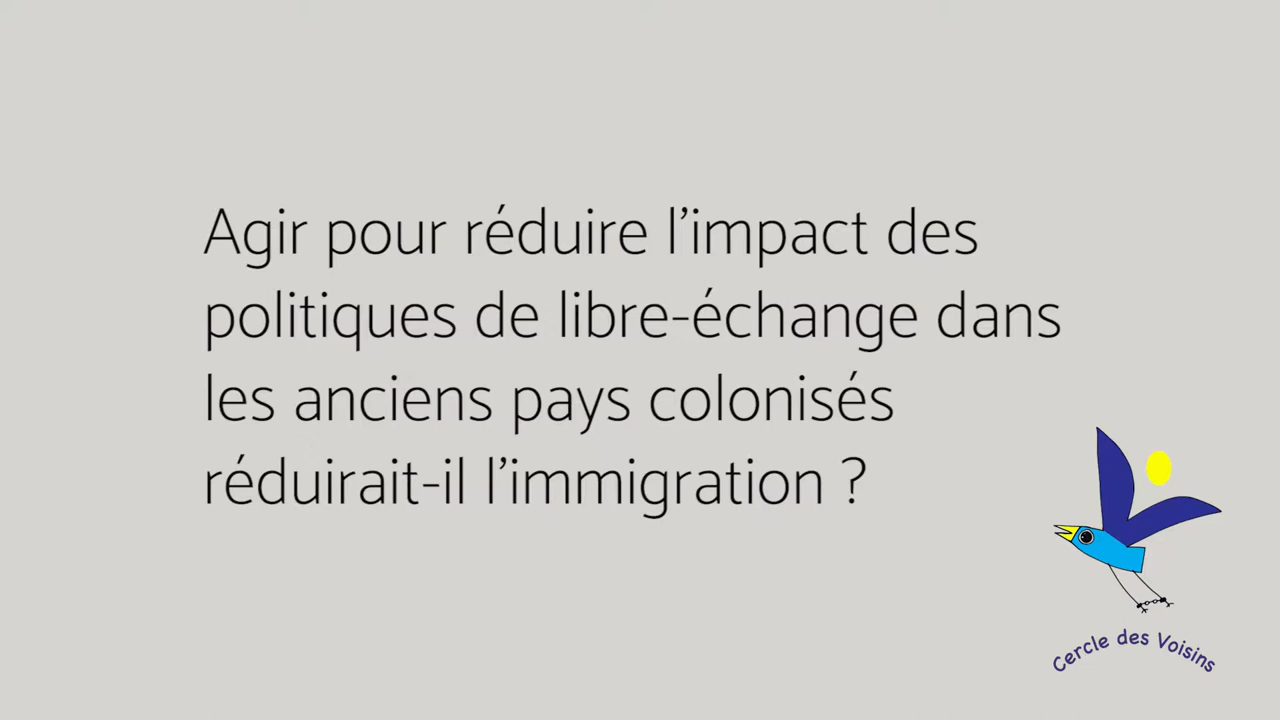 Agir pour réduire l’impact des
politiques de libre-échange dans
les anciens pays colonisés
réduirait-il l’immigration ?
Cercle des Voisins